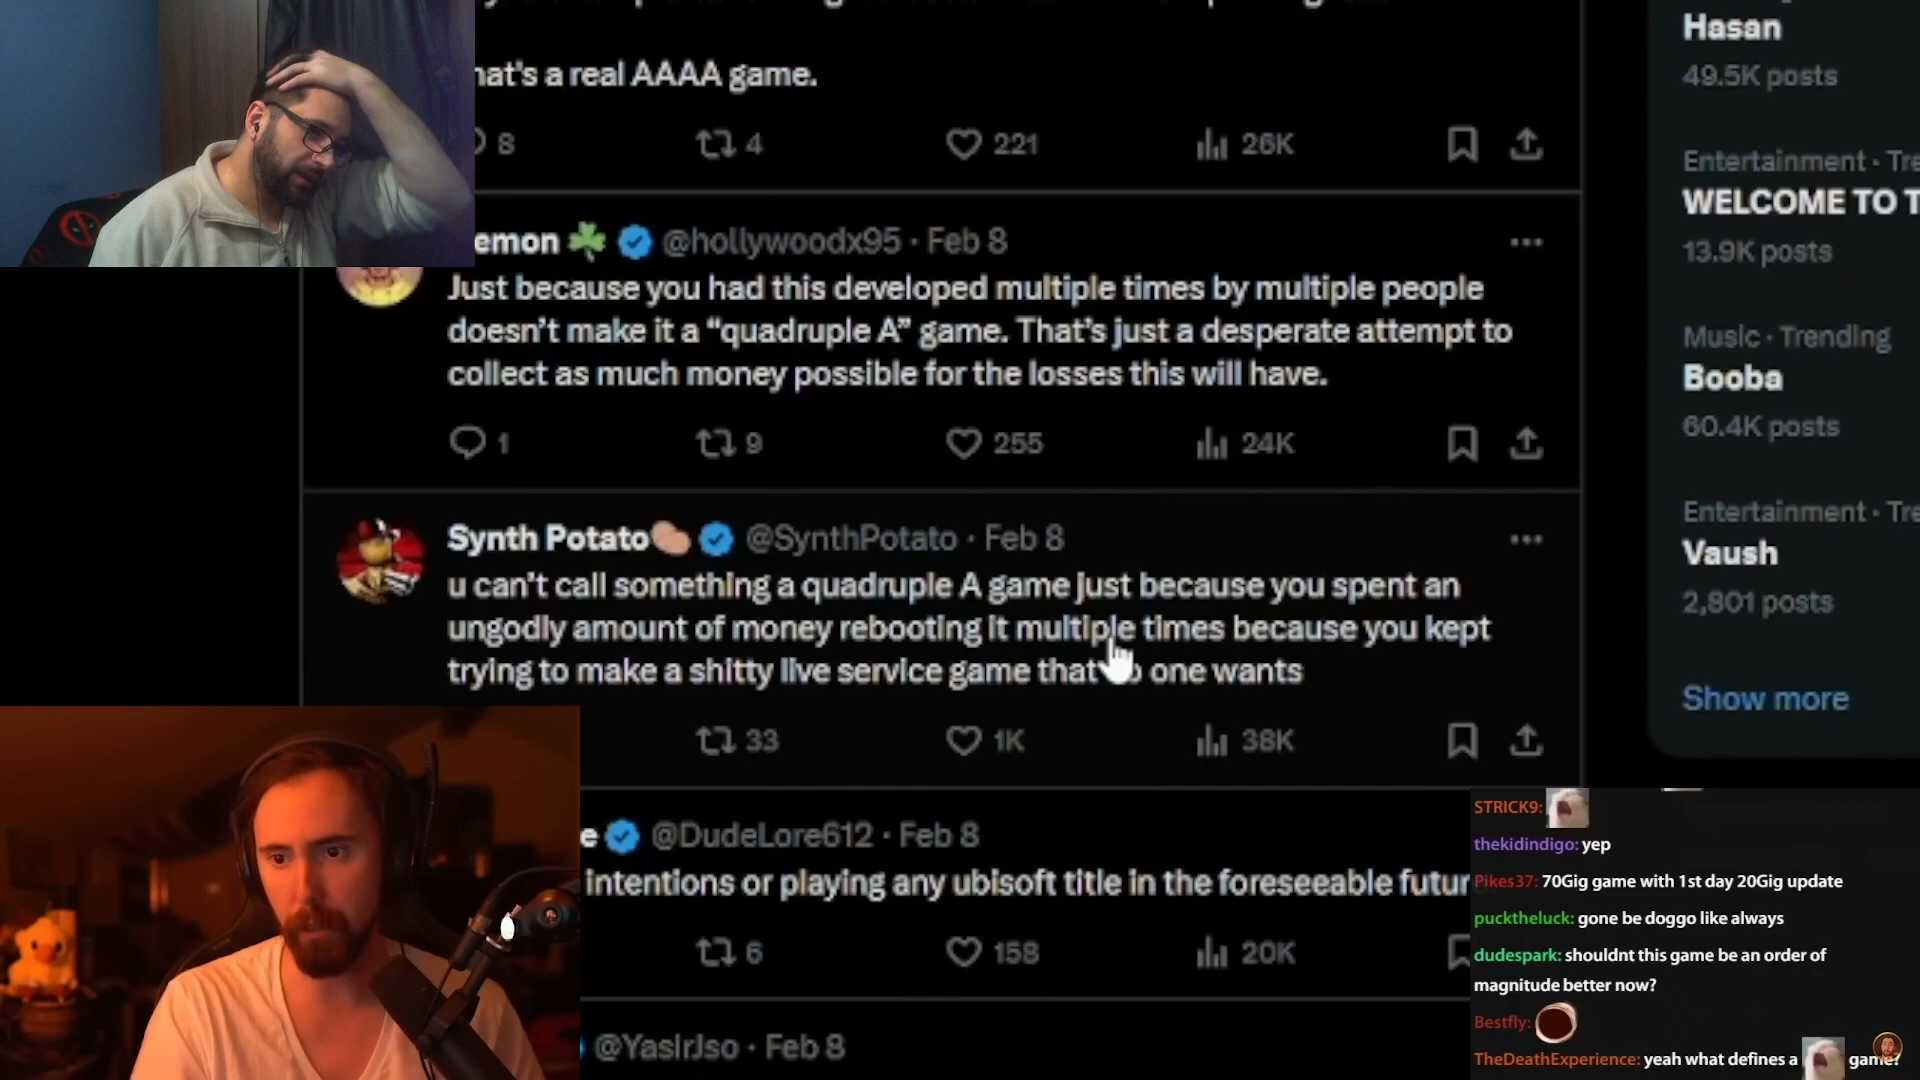 hat's a real AAAA game.
8 4 221 26K
emon @hollywoodx95 · Feb 8
Just because you had this developed multiple times by multiple people
doesn't make it a “quadruple A” game. That's just a desperate attempt to
collect as much money possible for the losses this will have.
1 9 255 24K
Synth Potato @SynthPotato · Feb 8
u can't call something a quadruple A game just because you spent an
ungodly amount of money rebooting it multiple times because you kept
trying to make a shitty live service game that one wants
33 1K 38K
e @DudeLore612 · Feb 8
intentions or playing any ubisoft title in the foreseeable futur
6 158 20K
@YasirJso · Feb 8
Hasan
49.5K posts
Entertainment · Tre
WELCOME TO T
13.9K posts
Music · Trending
Booba
60.4K posts
Entertainment · Tre
Vaush
2,801 posts
Show more
STRICK9:
thekidindigo: yep
Pikes37: 70Gig game with 1st day 20Gig update
pucktheluck: gone be doggo like always
dudespark: shouldnt this game be an order of
magnitude better now?
Bestfly:
TheDeathExperience: yeah what defines a game?